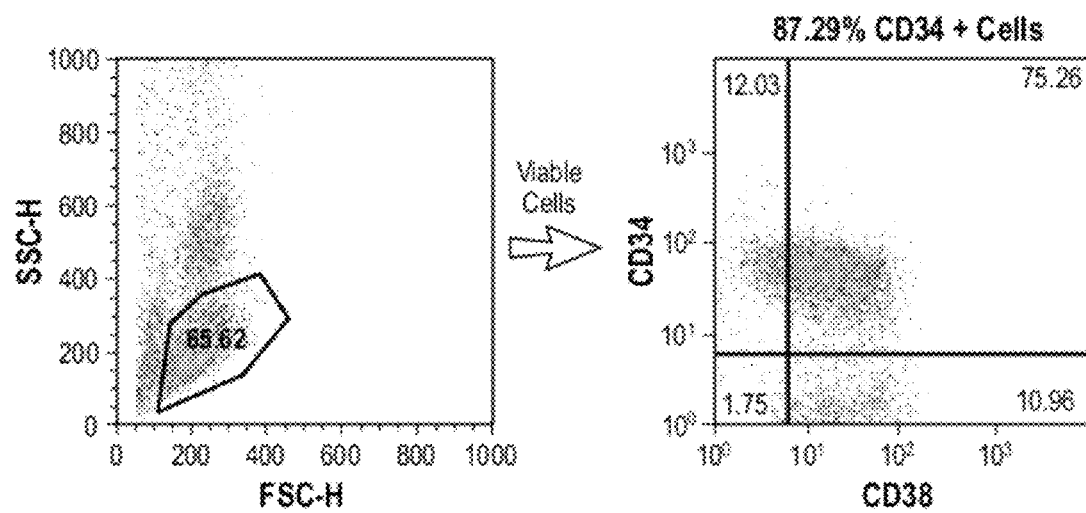 87.29% CD34 + Cells
1000
800
600
400
200
0
SSC-H
65.62
0 200 400 600 800 1000
FSC-H
Viable
Cells
12.03
75.26
10³
10²
10¹
10⁰
CD34
1.75
10.96
10⁰ 10¹ 10² 10³
CD38